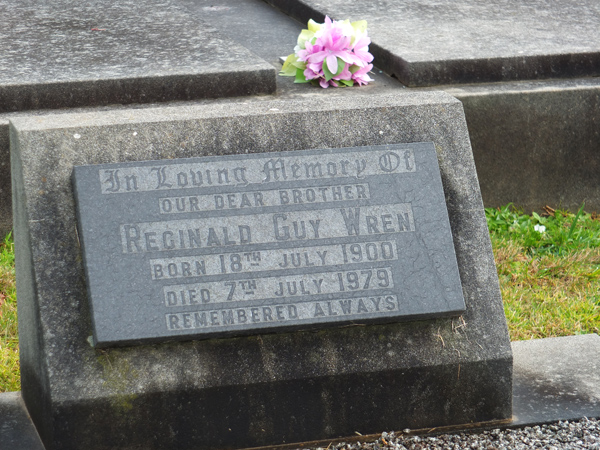 In Loving Memory Of
OUR DEAR BROTHER
REGINALD GUY WREN
BORN 18TH JULY 1900
DIED 7TH JULY 1979
REMEMBERED ALWAYS